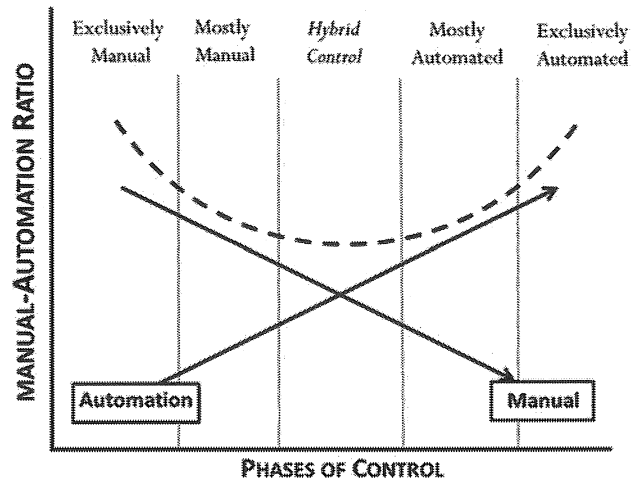 Exclusively Manual
Mostly Manual
Hybrid Control
Mostly Automated
Exclusively Automated
MANUAL-AUTOMATION RATIO
Automation
Manual
PHASES OF CONTROL